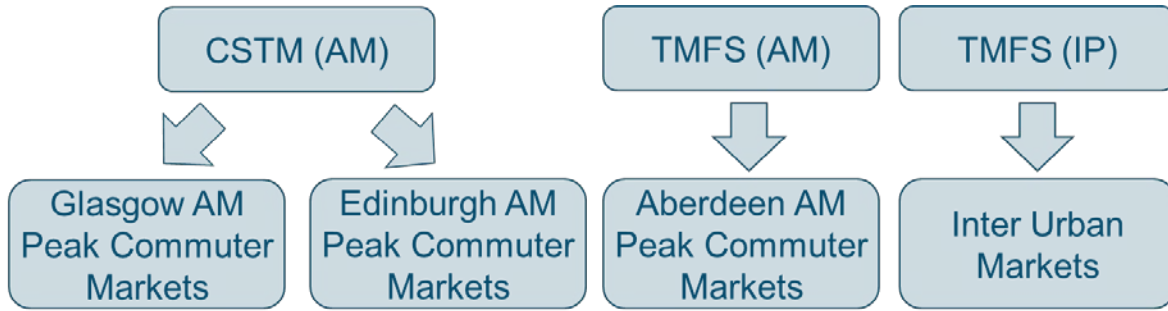 CSTM (AM)
TMFS (AM)
TMFS (IP)
Glasgow AM
Peak Commuter
Markets
Edinburgh AM
Peak Commuter
Markets
Aberdeen AM
Peak Commuter
Markets
Inter Urban
Markets